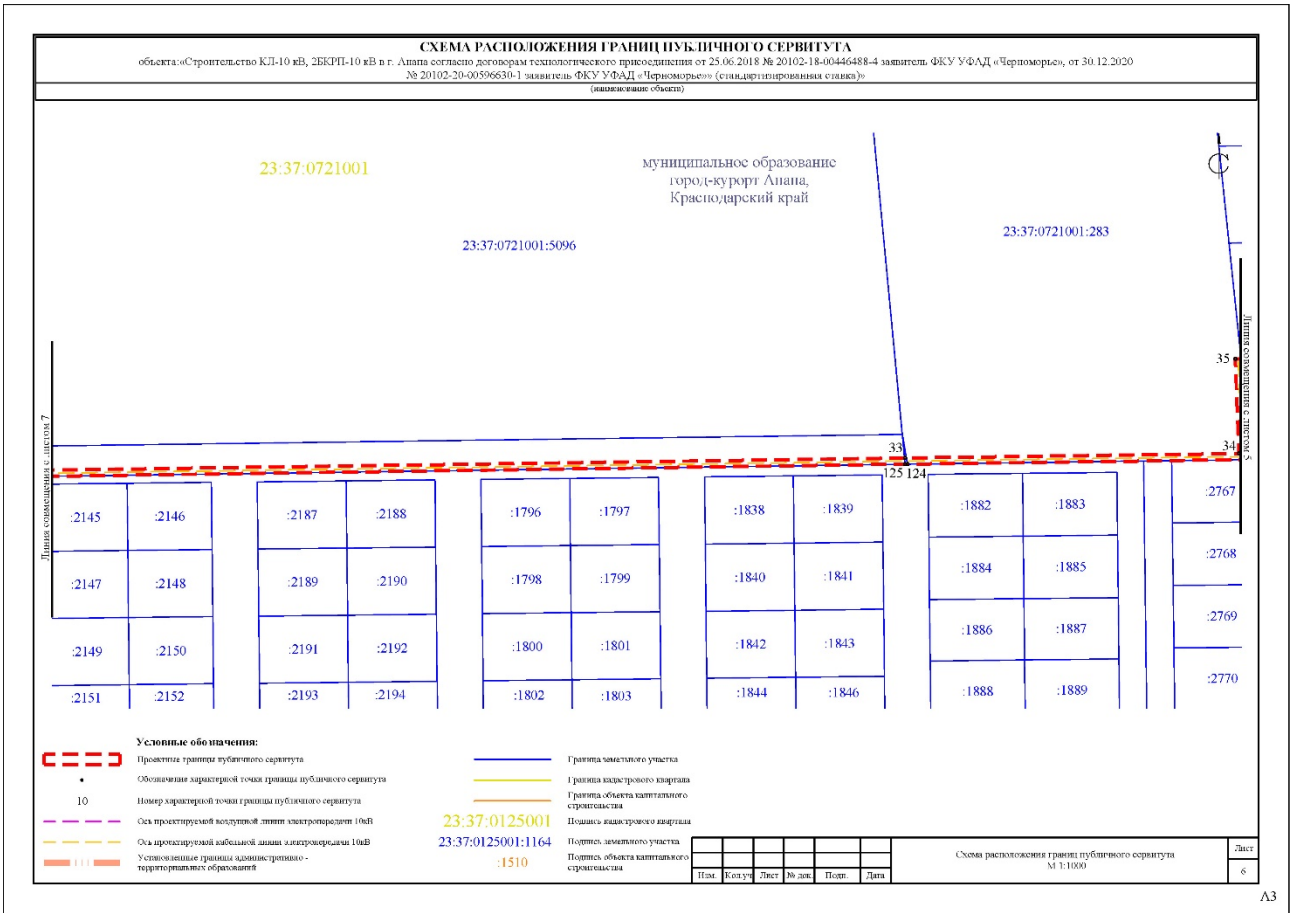 СХЕМА РАСПОЛОЖЕНИЯ ГРАНИЦ ПУБЛИЧНОГО СЕРВИТУТА
объекта:«Строительство КЛ-10 кВ, 2БКРП-10 кВ в г. Анапа согласно договорам технологического присоединения от 25.06.2018 № 20102-18-00446488-4 заявитель ФКУ УФАД «Черноморье», от 30.12.2020
№ 20102-20-00596630-1 заявитель ФКУ УФАД «Черноморье»» (стандартизированная ставка)»
(наименование объекта)
23:37:0721001
муниципальное образование
город-курорт Анапа,
Краснодарский край
С
23:37:0721001:5096
23:37:0721001:283
Линия совмещения с листом 7
Линия совмещения с листом 5
35
33
34
125 124
:2145 :2146 :2187 :2188 :1796 :1797 :1838 :1839 :1882 :1883 :2767
:2147 :2148 :2189 :2190 :1798 :1799 :1840 :1841 :1884 :1885 :2768
:2149 :2150 :2191 :2192 :1800 :1801 :1842 :1843 :1886 :1887 :2769
:2151 :2152 :2193 :2194 :1802 :1803 :1844 :1846 :1888 :1889 :2770
Условные обозначения:
Проектные границы публичного сервитута
Обозначение характерной точки границы публичного сервитута
10 Номер характерной точки границы публичного сервитута
Ось проектируемой воздушной линии электропередачи 10кВ
Ось проектируемой кабельной линии электропередачи 10кВ
Установленные границы административно -
территориальных образований
Граница земельного участка
Граница кадастрового квартала
Граница объекта капитального
строительства
23:37:0125001 Подпись кадастрового квартала
23:37:0125001:1164 Подпись земельного участка
:1510 Подпись объекта капитального
строительства
Изм. Кол.уч Лист № док. Подп. Дата
Схема расположения границ публичного сервитута
М 1:1000
Лист
6
А3